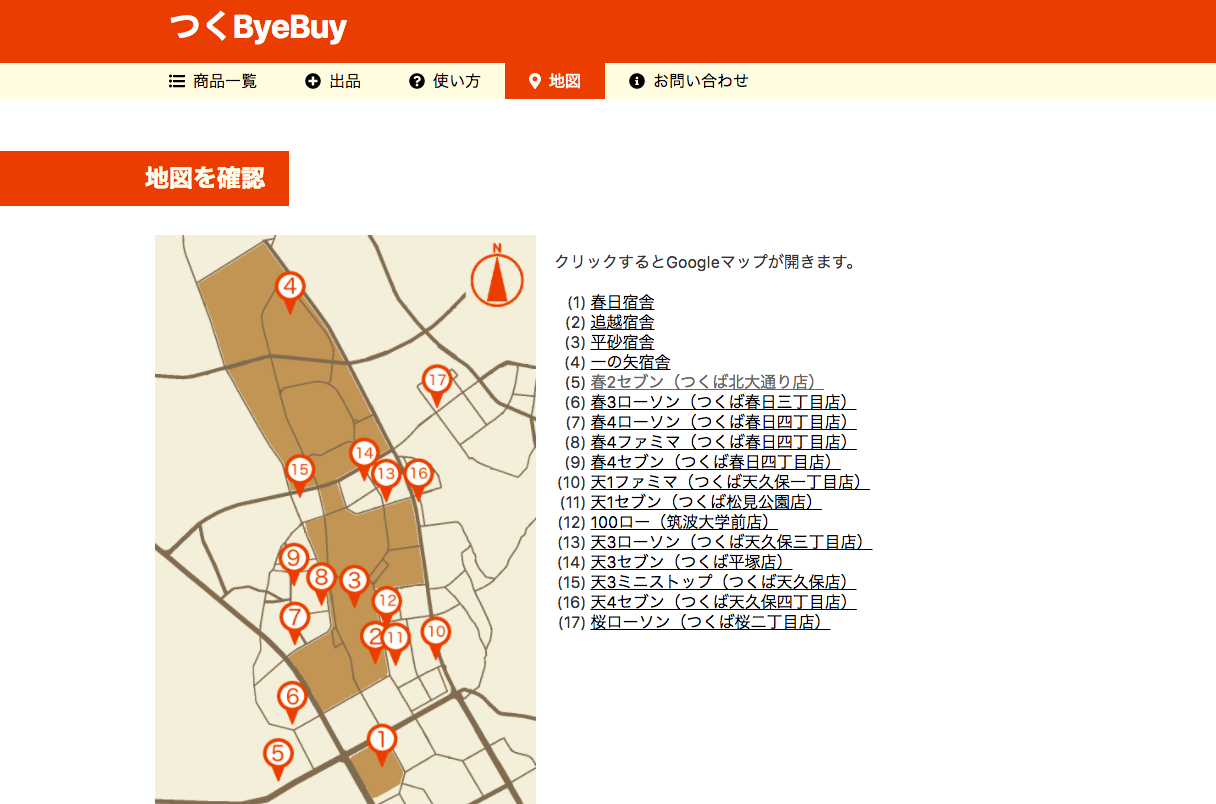 つくByeBuy
商品一覧 出品 使い方 地図 お問い合わせ
地図を確認
クリックするとGoogleマップが開きます。
(1) 春日宿舎
(2) 追越宿舎
(3) 平砂宿舎
(4) 一の矢宿舎
(5) 春2セブン（つくば北大通り店）
(6) 春3ローソン（つくば春日三丁目店）
(7) 春4ローソン（つくば春日四丁目店）
(8) 春4ファミマ（つくば春日四丁目店）
(9) 春4セブン（つくば春日四丁目店）
(10) 天1ファミマ（つくば天久保一丁目店）
(11) 天1セブン（つくば松見公園店）
(12) 100ロー（筑波大学前店）
(13) 天3ローソン（つくば天久保三丁目店）
(14) 天3セブン（つくば平塚店）
(15) 天3ミニストップ（つくば天久保店）
(16) 天4セブン（つくば天久保四丁目店）
(17) 桜ローソン（つくば桜二丁目店）
N
4
17
14
15
13
16
9
8
3
12
7
2
11
10
6
1
5